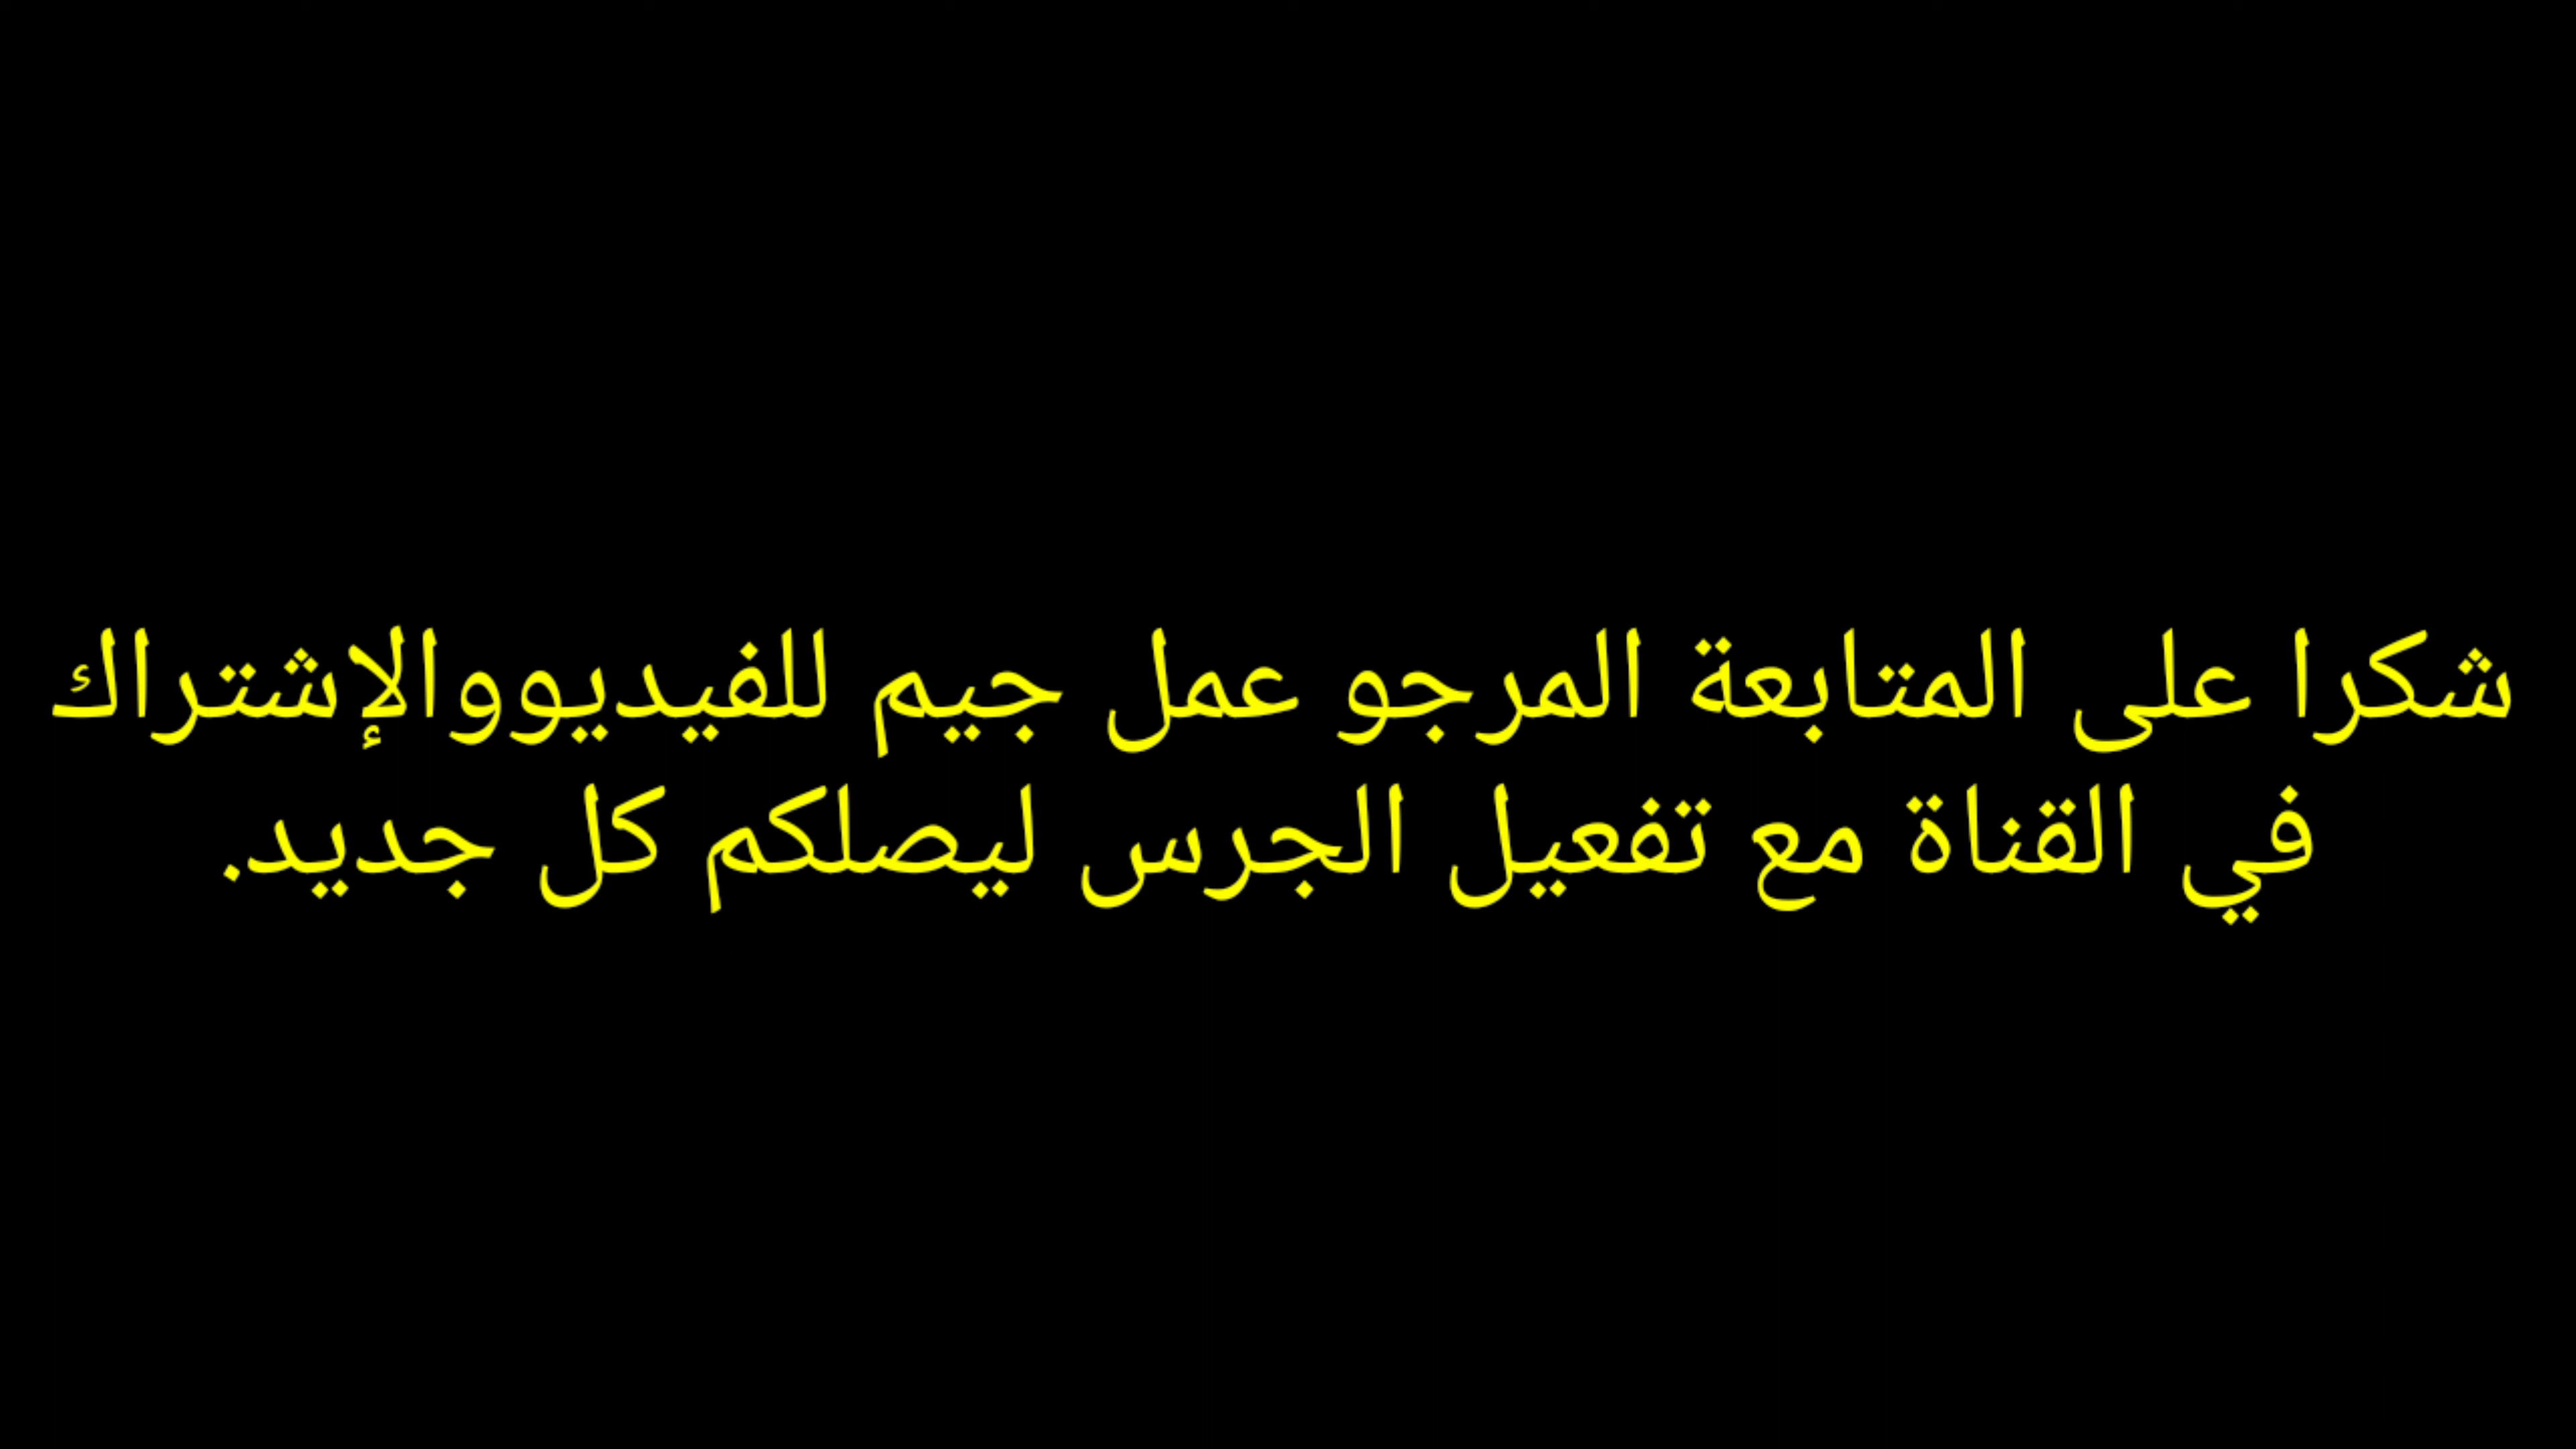 شكرا على المتابعة المرجو عمل جيم للفيديووالإشتراك
في القناة مع تفعيل الجرس ليصلكم كل جديد.